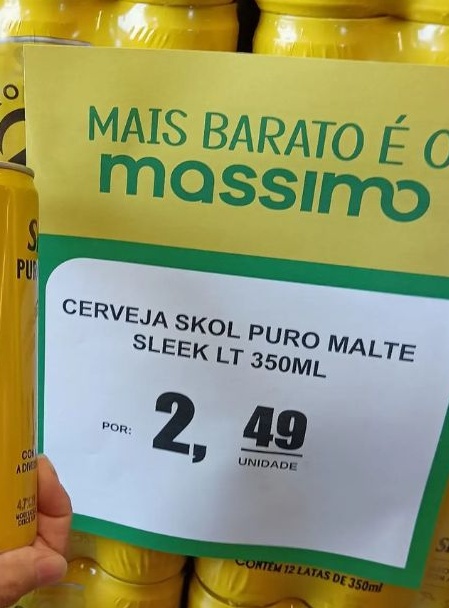 MAIS BARATO É O
massimo
CERVEJA SKOL PURO MALTE
SLEEK LT 350ML
POR: 2,49
UNIDADE
CONTÉM 12 LATAS DE 350ml